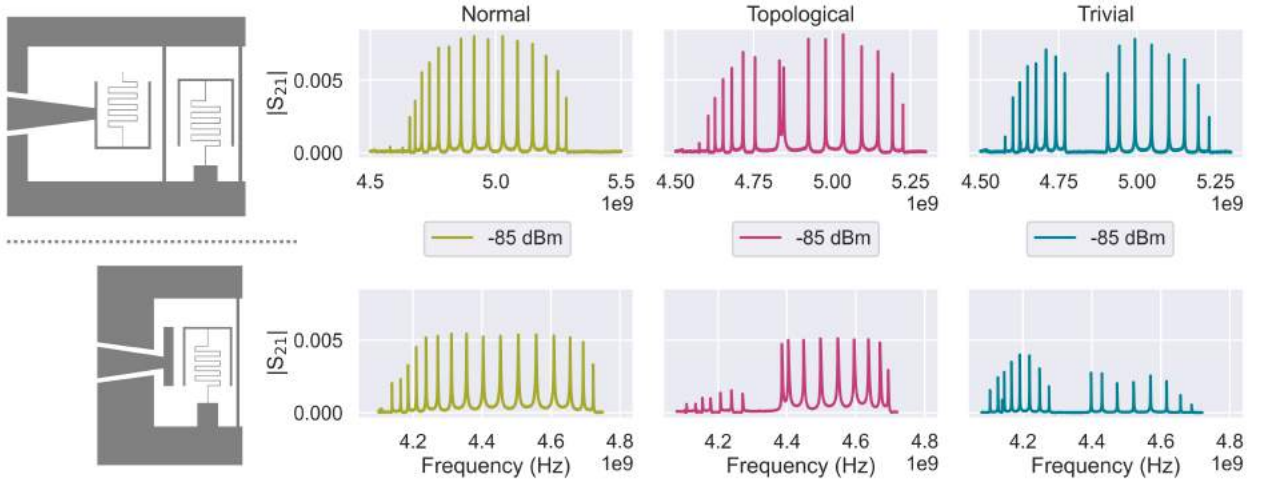 Normal Topological Trivial
|S21|
0.005
0.000
4.5 5.0 5.5
1e9
4.50 4.75 5.00 5.25
1e9
4.50 4.75 5.00 5.25
1e9
-85 dBm -85 dBm -85 dBm
|S21|
0.005
0.000
4.2 4.4 4.6 4.8
Frequency (Hz) 1e9
4.2 4.4 4.6 4.8
Frequency (Hz) 1e9
4.2 4.4 4.6 4.8
Frequency (Hz) 1e9